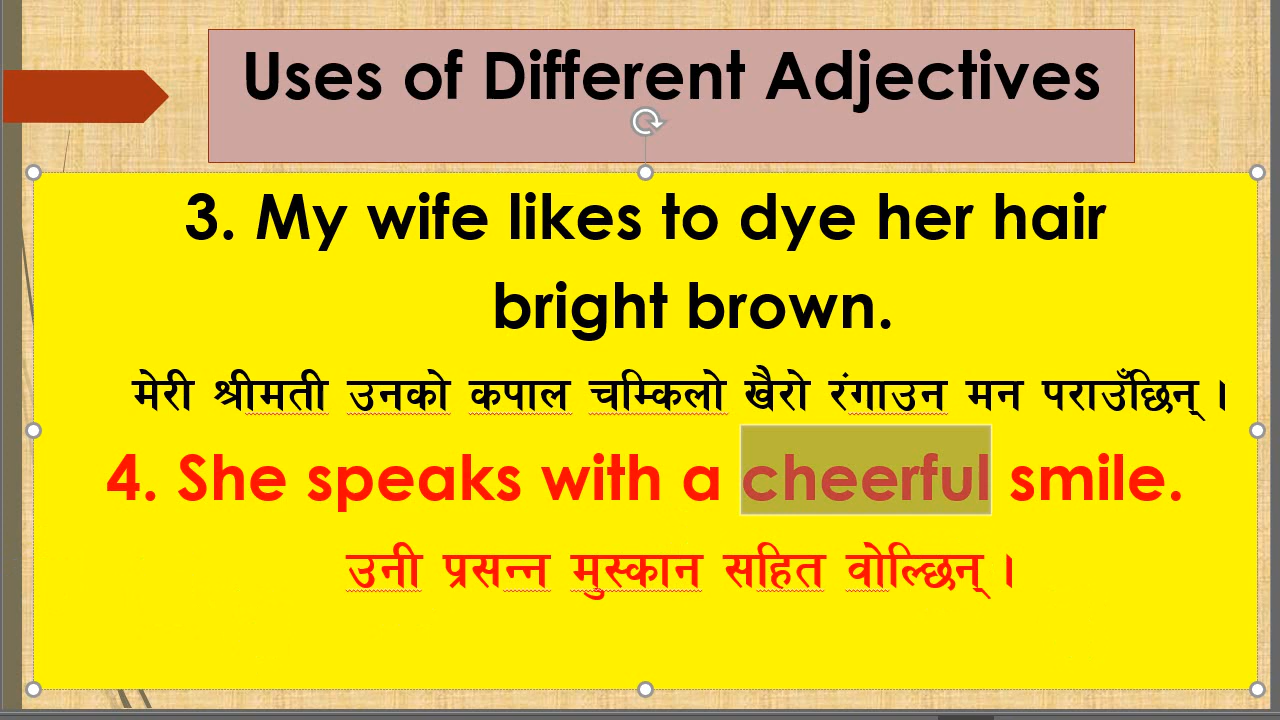 Uses of Different Adjectives
3. My wife likes to dye her hair
bright brown.
मेरी श्रीमती उनको कपाल चम्किलो खैरो रंगाउन मन पराउँछिन् ।
4. She speaks with a cheerful smile.
उनी प्रसन्न मुस्कान सहित वोल्छिन् ।